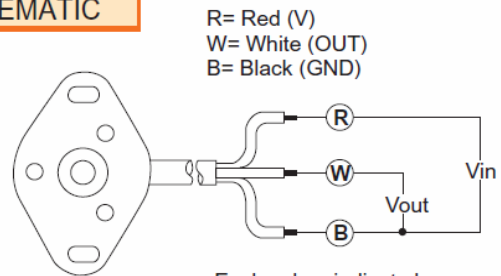 EMATIC
R= Red (V)
W= White (OUT)
B= Black (GND)
R
W
Vin
Vout
B